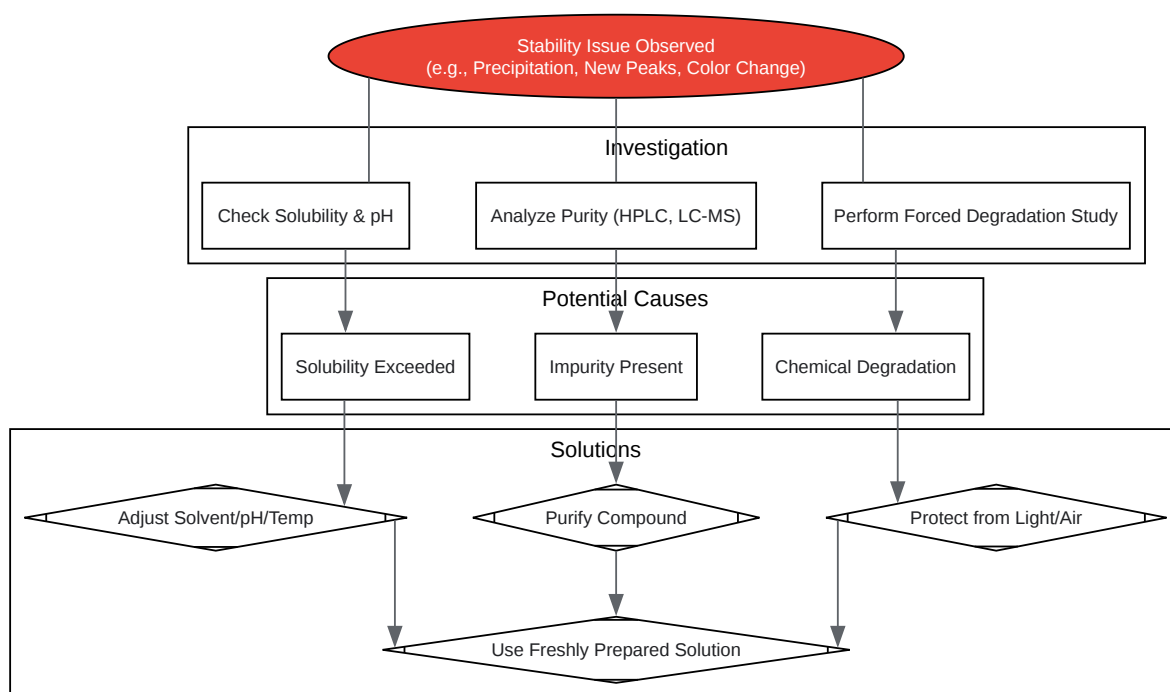 Stability Issue Observed
(e.g., Precipitation, New Peaks, Color Change)
Investigation
Check Solubility & pH
Analyze Purity (HPLC, LC-MS)
Perform Forced Degradation Study
Potential Causes
Solubility Exceeded
Impurity Present
Chemical Degradation
Solutions
Adjust Solvent/pH/Temp
Purify Compound
Protect from Light/Air
Use Freshly Prepared Solution